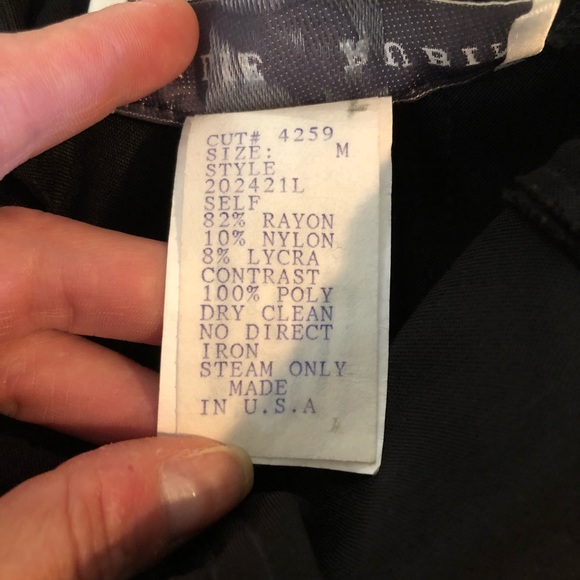 CUT# 4259
SIZE: M
STYLE
202421L
SELF
82% RAYON
10% NYLON
8% LYCRA
CONTRAST
100% POLY
DRY CLEAN
NO DIRECT
IRON
STEAM ONLY
MADE
IN U.S.A